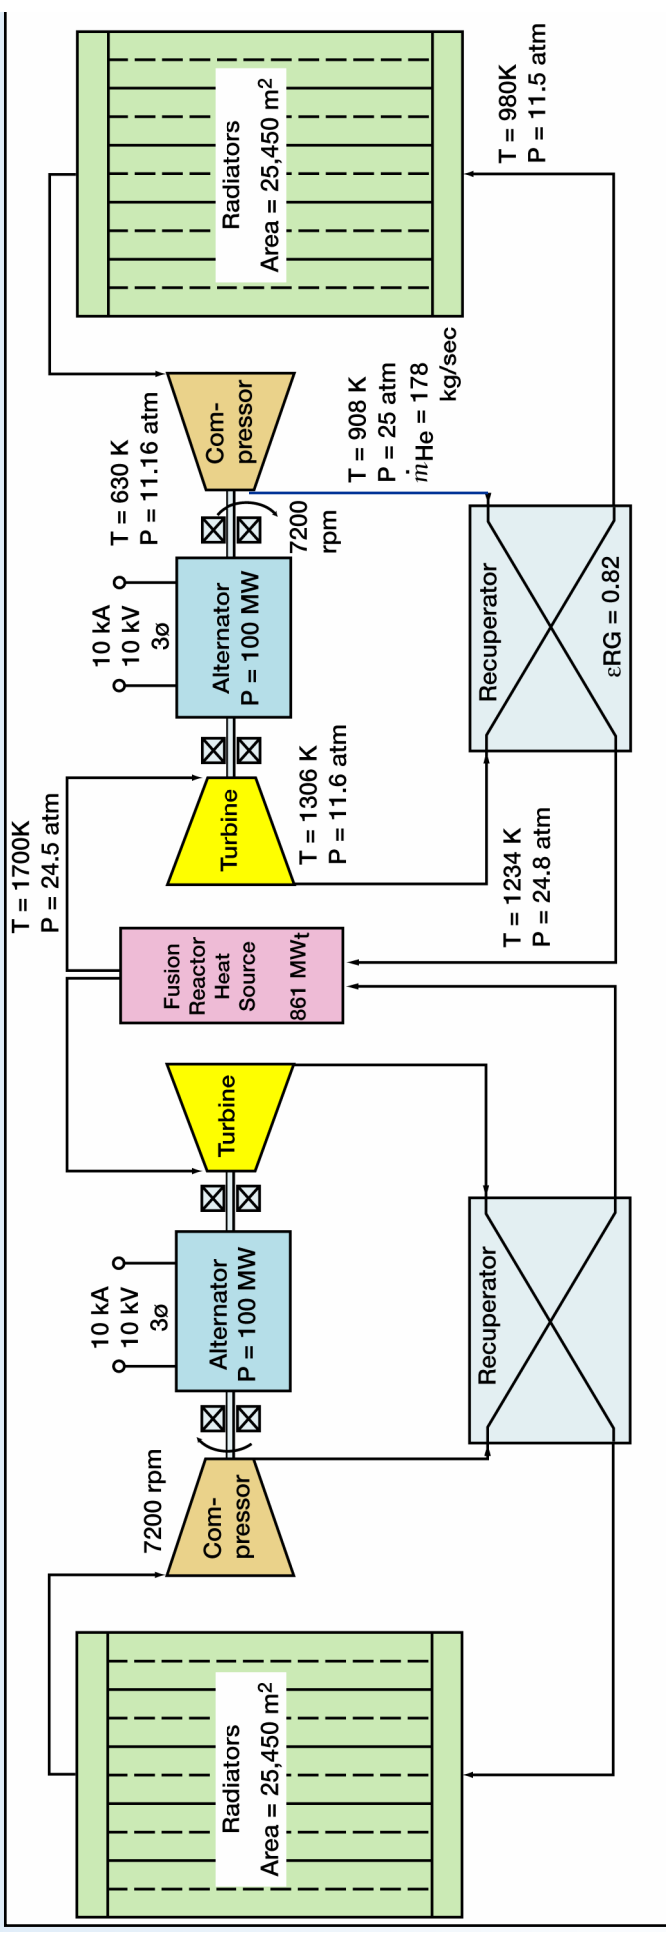 Radiators
Area = 25,450 m²
Com-
pressor
7200 rpm
10 kA
10 kV
3ø
Alternator
P = 100 MW
Turbine
Recuperator
Fusion
Reactor
Heat
Source
861 MWt
T = 1700K
P = 24.5 atm
Turbine
T = 1306 K
P = 11.6 atm
T = 1234 K
P = 24.8 atm
10 kA
10 kV
3ø
Alternator
P = 100 MW
7200
rpm
T = 630 K
P = 11.16 atm
Com-
pressor
T = 908 K
P = 25 atm
ṁHe = 178
kg/sec
Recuperator
εRG = 0.82
Radiators
Area = 25,450 m²
T = 980K
P = 11.5 atm